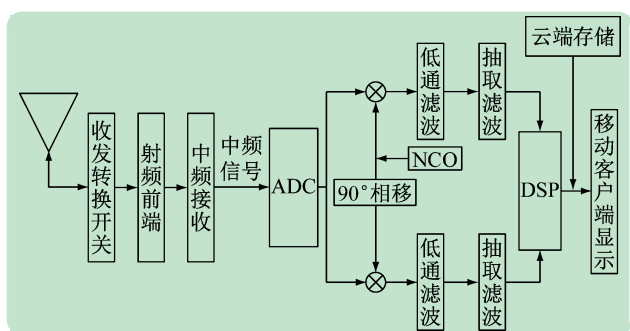 收发转换开关
射频前端
中频接收
中频信号
ADC
低通滤波
抽取滤波
NCO
90°相移
低通滤波
抽取滤波
DSP
云端存储
移动客户端显示